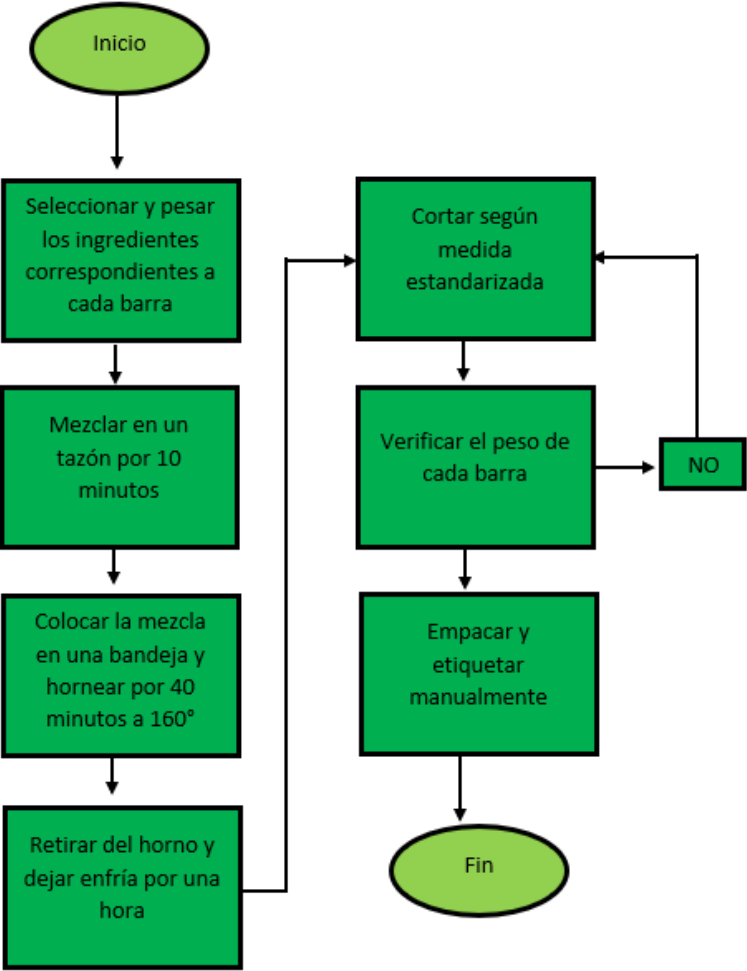 Inicio
Seleccionar y pesar
los ingredientes
correspondientes a
cada barra
Mezclar en un
tazón por 10
minutos
Colocar la mezcla
en una bandeja y
hornear por 40
minutos a 160°
Retirar del horno y
dejar enfría por una
hora
Cortar según
medida
estandarizada
Verificar el peso de
cada barra
NO
Empacar y
etiquetar
manualmente
Fin